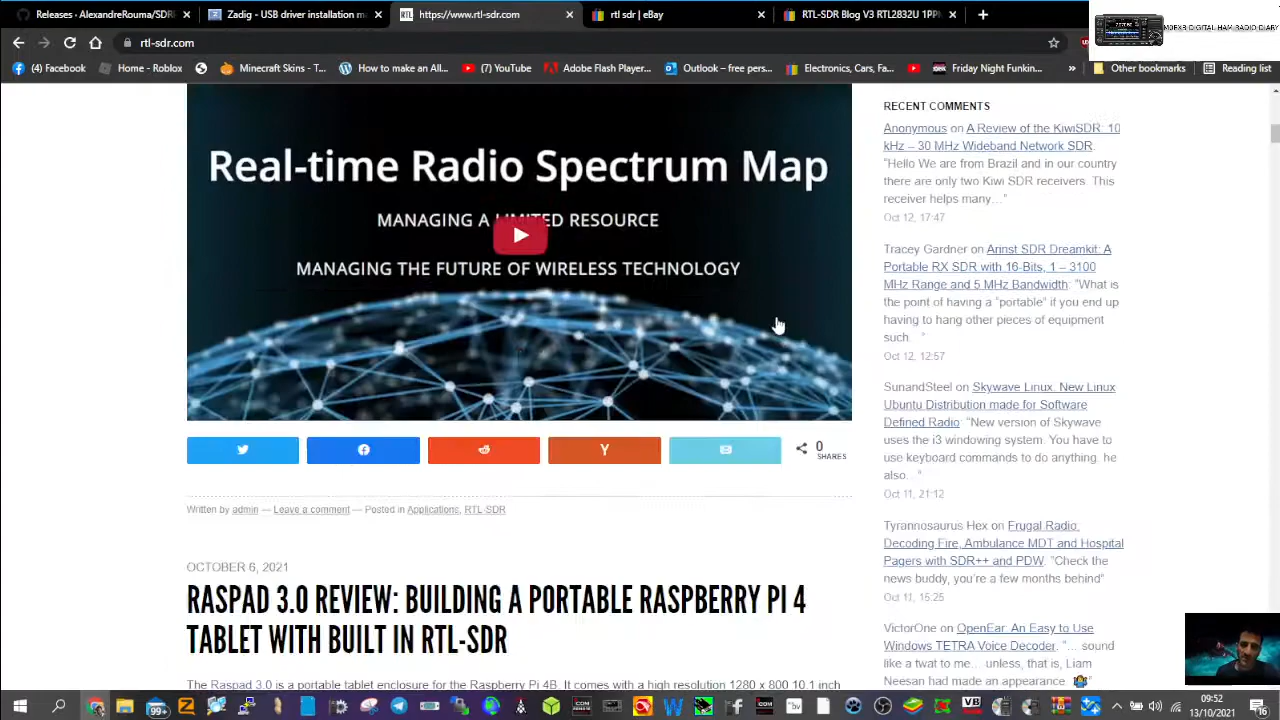 Releases · AlexandreRouma/SDR
Zadig - USB driver installation m
RTL
https://www.rtl-sdr.com
rtl sdr | eBay
RTL-SDR Blog V3 RTL2832U 1PP
M0FXB DIGITAL HAM RADIO DIARY
rtl-sdr.com
(4) Facebook
Home - Roblox
Minecraft Skins - T...
How To Install
(7) YouTube
Adobe Flash Player...
Outlook – free pers...
Electronics, Cars, Fa...
Friday Night Funkin...
Other bookmarks
Reading list
Real-time Radio Spectrum Map
MANAGING A LIMITED RESOURCE
MANAGING THE FUTURE OF WIRELESS TECHNOLOGY
0
SHARES
Written by admin — Leave a comment — Posted in Applications, RTL-SDR
OCTOBER 6, 2021
RASPAD 3.0 REVIEW: BUILDING A PORTABLE RASPBERRY PI 4
TABLET WITH BUILT IN RTL-SDR
The Raspad 3.0 is a portable tablet enclosure for the Raspberry Pi 4B. It comes with a high resolution 1280 x 800 10.1 inch
RECENT COMMENTS
Anonymous on A Review of the KiwiSDR: 10
kHz – 30 MHz Wideband Network SDR:
"Hello We are from Brazil and in our country
there are only two Kiwi SDR receivers. This
receiver helps many…"
Oct 12, 17:47
Tracey Gardner on Arinst SDR Dreamkit: A
Portable RX SDR with 16-Bits, 1 – 3100
MHz Range and 5 MHz Bandwidth: "What is
the point of having a "portable" if you end up
having to hang other pieces of equipment
such…"
Oct 12, 12:57
SunandSteel on Skywave Linux: New Linux
Ubuntu Distribution made for Software
Defined Radio: "New version of Skywave
uses the i3 windowing system. You have to
use keyboard commands to do anything. he
also…"
Oct 11, 21:12
Tyrannosaurus Hex on Frugal Radio:
Decoding Fire, Ambulance MDT and Hospital
Pagers with SDR++ and PDW: "Check the
news buddy, you're a few months behind"
Oct 11, 15:25
VictorOne on OpenEar: An Easy to Use
Windows TETRA Voice Decoder: "… sound
like a twat to me… unless, that is, Liam
Neesan had made an appearance. "
99+
09:52
13/10/2021
16